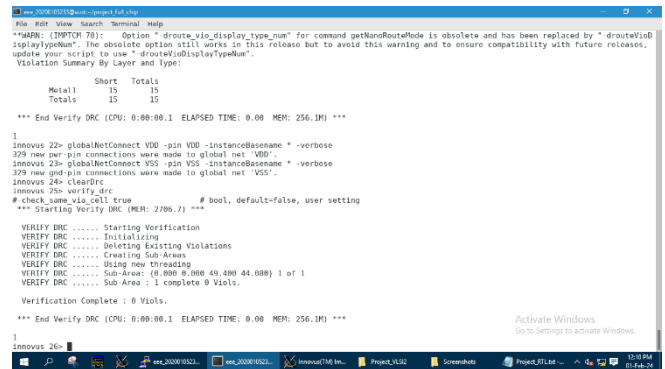 eee_2020010523@aust:~/project_full_chip
File Edit View Search Terminal Help
**WARN: (IMPTCM-70): Option "-droute_vio_display_type_num" for command getNanoRouteMode is obsolete and has been replaced by "-drouteVioD
isplayTypeNum". The obsolete option still works in this release but to avoid this warning and to ensure compatibility with future releases,
update your script to use "-drouteVioDisplayTypeNum".
Violation Summary By Layer and Type:
Short Totals
Metal1 15 15
Totals 15 15
*** End Verify DRC (CPU: 0:00:00.1 ELAPSED TIME: 0.00 MEM: 256.1M) ***
1
innovus 22> globalNetConnect VDD -pin VDD -instanceBasename * -verbose
329 new pwr-pin connections were made to global net 'VDD'.
innovus 23> globalNetConnect VSS -pin VSS -instanceBasename * -verbose
329 new gnd-pin connections were made to global net 'VSS'.
innovus 24> clearDrc
innovus 25> verify_drc
# check_same_via_cell true # bool, default=false, user setting
*** Starting Verify DRC (MEM: 2706.7) ***
VERIFY DRC ...... Starting Verification
VERIFY DRC ...... Initializing
VERIFY DRC ...... Deleting Existing Violations
VERIFY DRC ...... Creating Sub-Areas
VERIFY DRC ...... Using new threading
VERIFY DRC ...... Sub-Area: {0.000 0.000 49.400 44.080} 1 of 1
VERIFY DRC ...... Sub-Area : 1 complete 0 Viols.
Verification Complete : 0 Viols.
*** End Verify DRC (CPU: 0:00:00.1 ELAPSED TIME: 0.00 MEM: 256.1M) ***
1
innovus 26>
Activate Windows
Go to Settings to activate Windows.
eee_2020010523... eee_2020010523... Innovus(TM) Im... Project_VLSI2 Screenshots Project_RTL.txt -... 12:10 PM
01-Feb-24